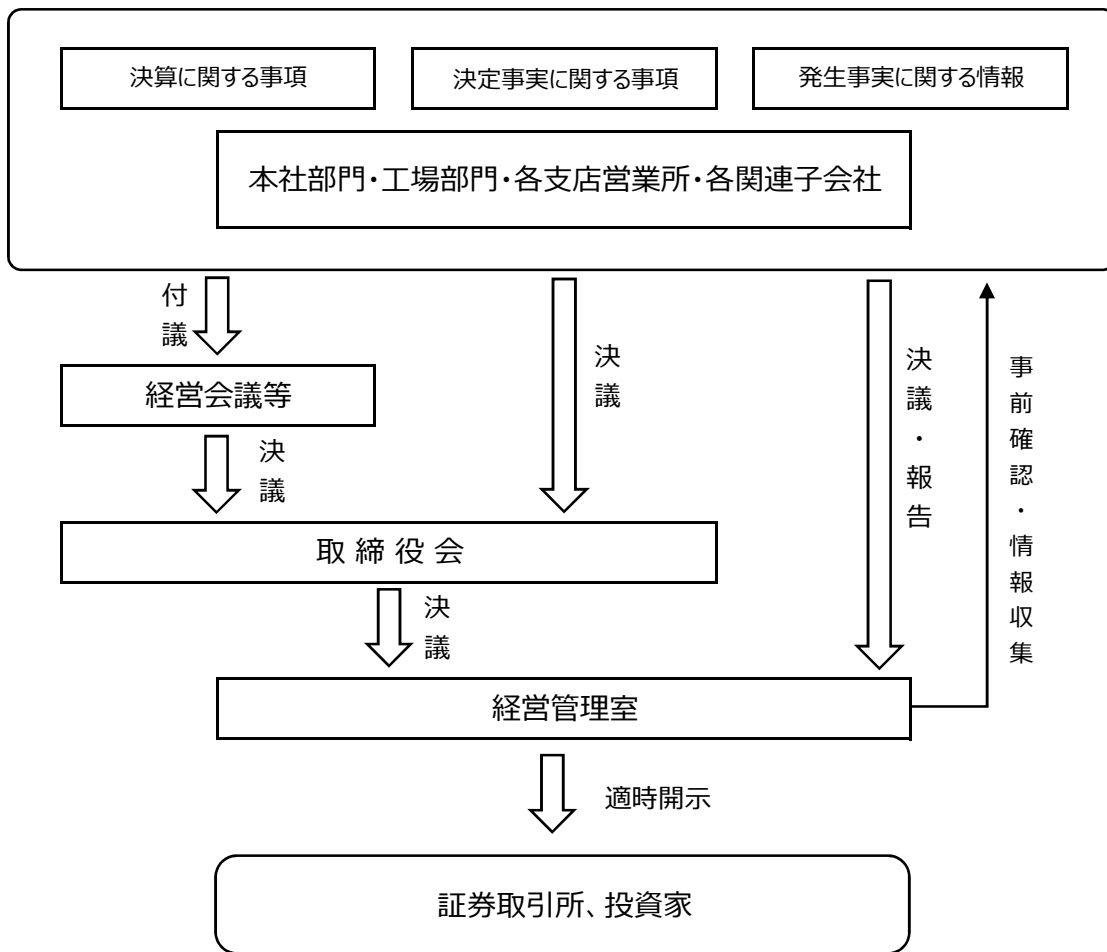 決算に関する事項
決定事実に関する事項
発生事実に関する情報
本社部門・工場部門・各支店営業所・各関連子会社
付議
決議
決議・報告
事前確認・情報収集
経営会議等
決議
取締役会
決議
経営管理室
適時開示
証券取引所、投資家